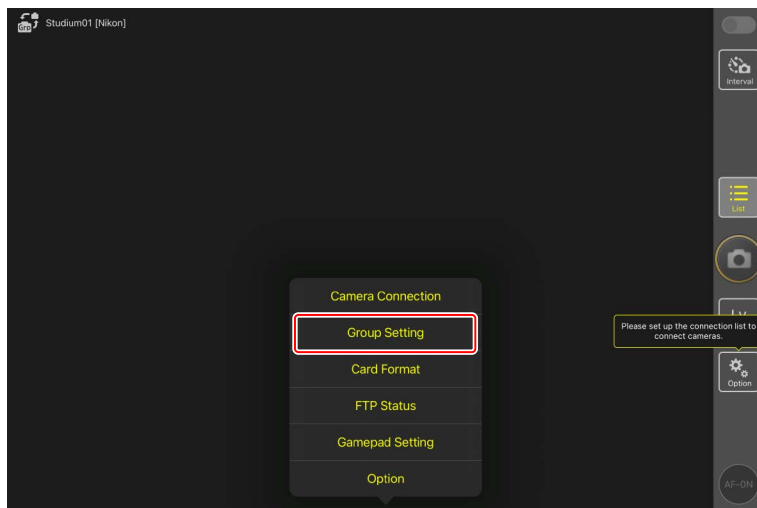 Grp
Studium01 [Nikon]
Interval
List
Camera Connection
Group Setting
Please set up the connection list to
connect cameras.
Card Format
Option
FTP Status
Gamepad Setting
Option
AF-ON